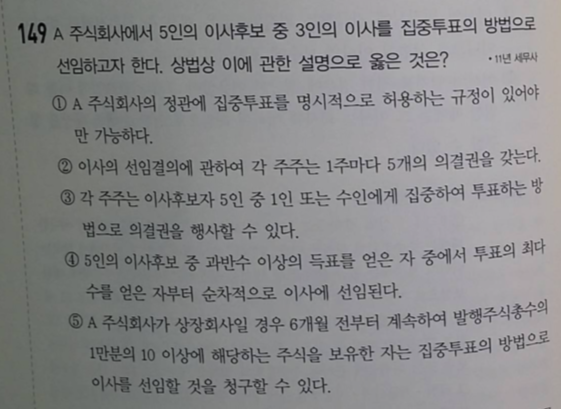 149 A 주식회사에서 5인의 이사후보 중 3인의 이사를 집중투표의 방법으로
선임하고자 한다. 상법상 이에 관한 설명으로 옳은 것은? •11년 세무사
① A 주식회사의 정관에 집중투표를 명시적으로 허용하는 규정이 있어야
만 가능하다.
② 이사의 선임결의에 관하여 각 주주는 1주마다 5개의 의결권을 갖는다.
③ 각 주주는 이사후보자 5인 중 1인 또는 수인에게 집중하여 투표하는 방
법으로 의결권을 행사할 수 있다.
④ 5인의 이사후보 중 과반수 이상의 득표를 얻은 자 중에서 투표의 최다
수를 얻은 자부터 순차적으로 이사에 선임된다.
⑤ A 주식회사가 상장회사일 경우 6개월 전부터 계속하여 발행주식총수의
1만분의 10 이상에 해당하는 주식을 보유한 자는 집중투표의 방법으로
이사를 선임할 것을 청구할 수 있다.